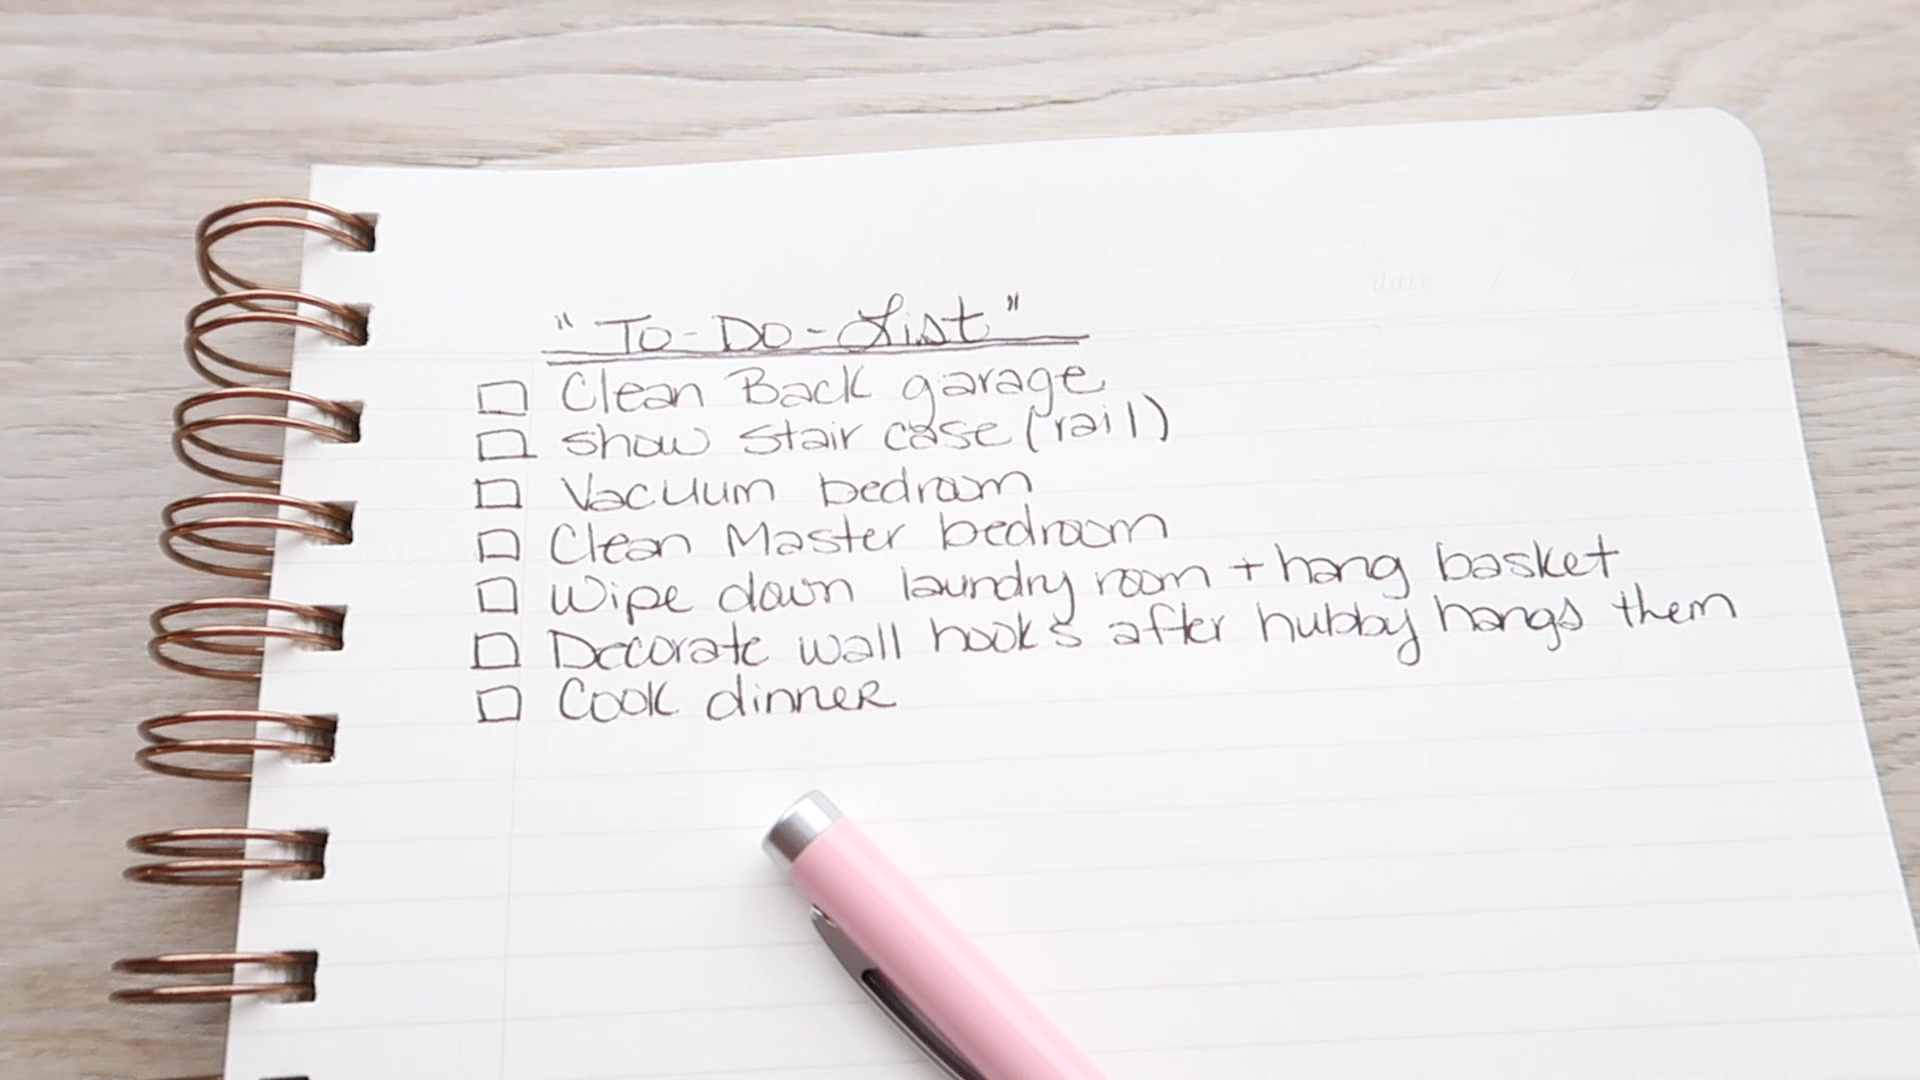 "To-Do-List"
Clean Back garage
show stair case (rail)
Vacuum bedroom
Clean Master bedroom
Wipe down laundry room + hang basket
Decorate wall hooks after hubby hangs them
Cook dinner
date / /